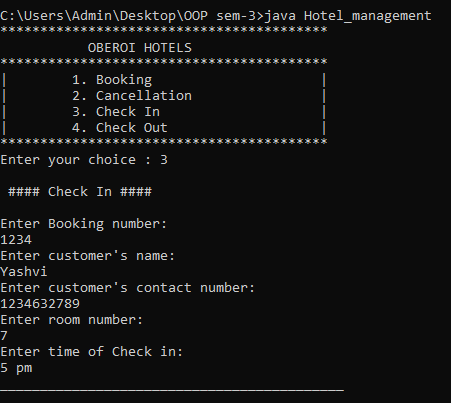 C:\Users\Admin\Desktop\OOP sem-3>java Hotel_management
*****************************************
OBEROI HOTELS
*****************************************
|        1. Booking                     |
|        2. Cancellation                |
|        3. Check In                    |
|        4. Check Out                   |
*****************************************
Enter your choice : 3
#### Check In ####
Enter Booking number:
1234
Enter customer's name:
Yashvi
Enter customer's contact number:
1234632789
Enter room number:
7
Enter time of Check in:
5 pm
___________________________________________